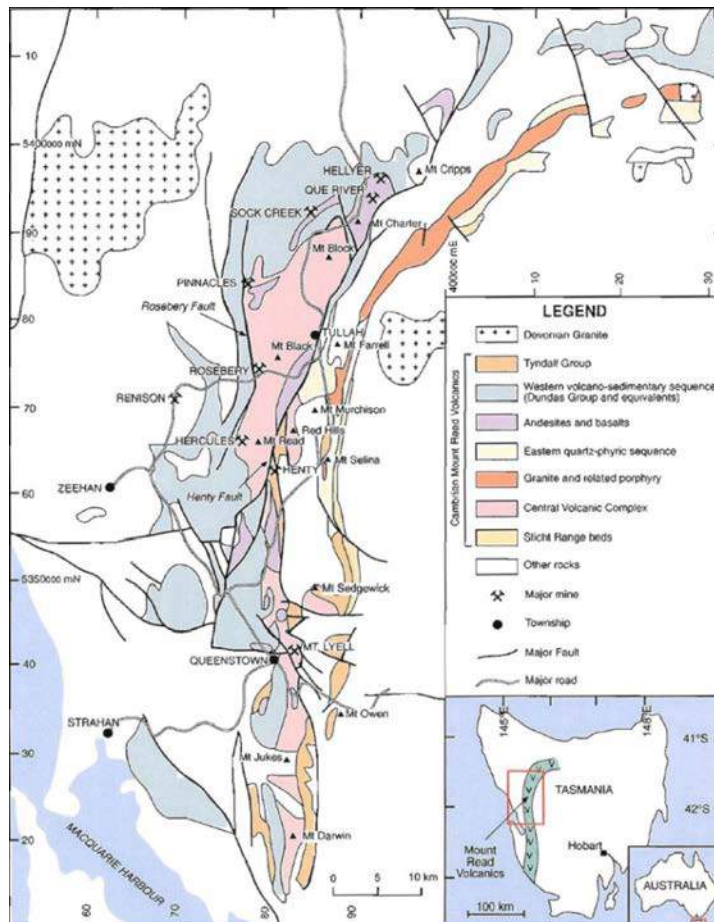 10
5400000 mN
HELLYER
Mt Cripps
QUE RIVER
SOCK CREEK
Mt Charter
90
Mt Block
400000 mE
10
20
30
PINNACLES
Rosebery Fault
80
TULLAH
Mt Black
Mt Farrell
ROSEBERY
RENISON
Mt Murchison
70
Red Hills
HERCULES
Mt Read
Mt Selina
HENTY
ZEEHAN
Henty Fault
60
5350000 mN
Mt Sedgewick
MT. LYELL
40
QUEENSTOWN
Mt Owen
STRAHAN
30
Mt Jukes
20
Mt Darwin
MACQUARIE HARBOUR
0 5 10 km
60
70
80
90
LEGEND
Devonian Granite
Cambrian Mount Read Volcanics
Tyndall Group
Western volcano-sedimentary sequence
(Dundas Group and equivalents)
Andesites and basalts
Eastern quartz-phyric sequence
Granite and related porphyry
Central Volcanic Complex
Sticht Range beds
Other rocks
Major mine
Township
Major Fault
Major road
145°E
148°E
41°S
TASMANIA
42°S
Mount
Read
Volcanics
Hobart
100 km
AUSTRALIA